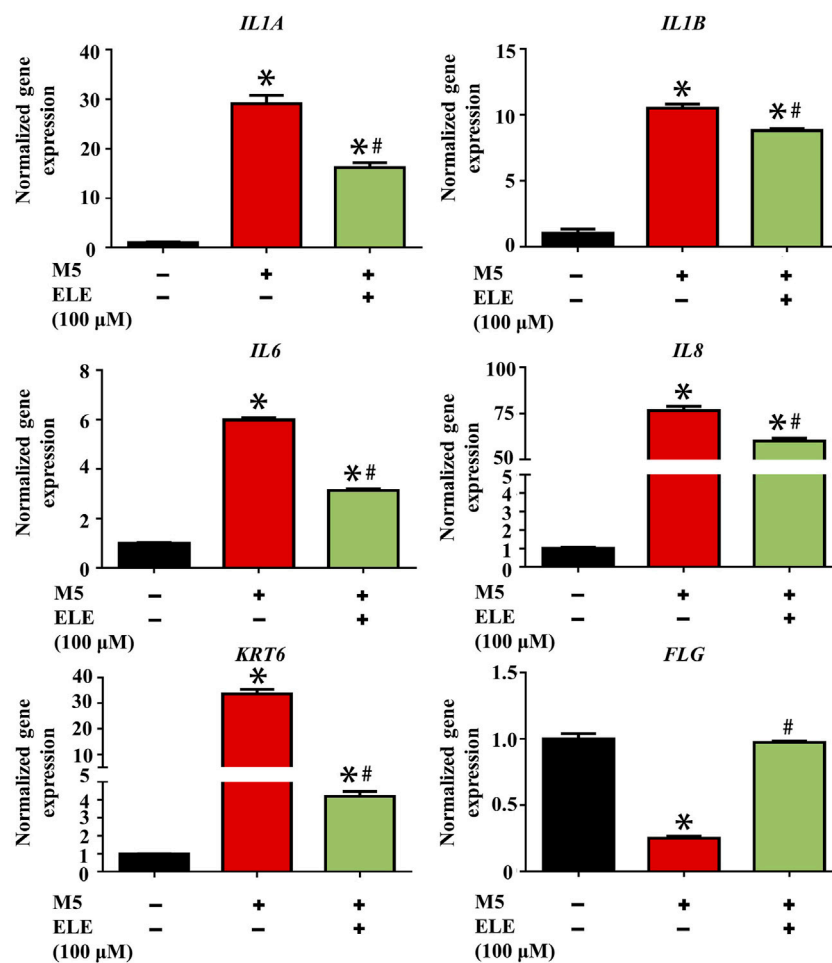 IL1A
Normalized gene
expression
40
30
20
10
0
*
*#
M5 – + +
ELE – – +
(100 µM)
IL1B
Normalized gene
expression
15
10
5
0
*
*#
M5 – + +
ELE – – +
(100 µM)
IL6
Normalized gene
expression
8
6
4
2
0
*
*#
M5 – + +
ELE – – +
(100 µM)
IL8
Normalized gene
expression
100
75
50
5
4
3
2
1
0
*
*#
M5 – + +
ELE – – +
(100 µM)
KRT6
Normalized gene
expression
40
30
20
10
5
4
3
2
1
0
*
*#
M5 – + +
ELE – – +
(100 µM)
FLG
Normalized gene
expression
1.5
1.0
0.5
0
*
#
M5 – + +
ELE – – +
(100 µM)